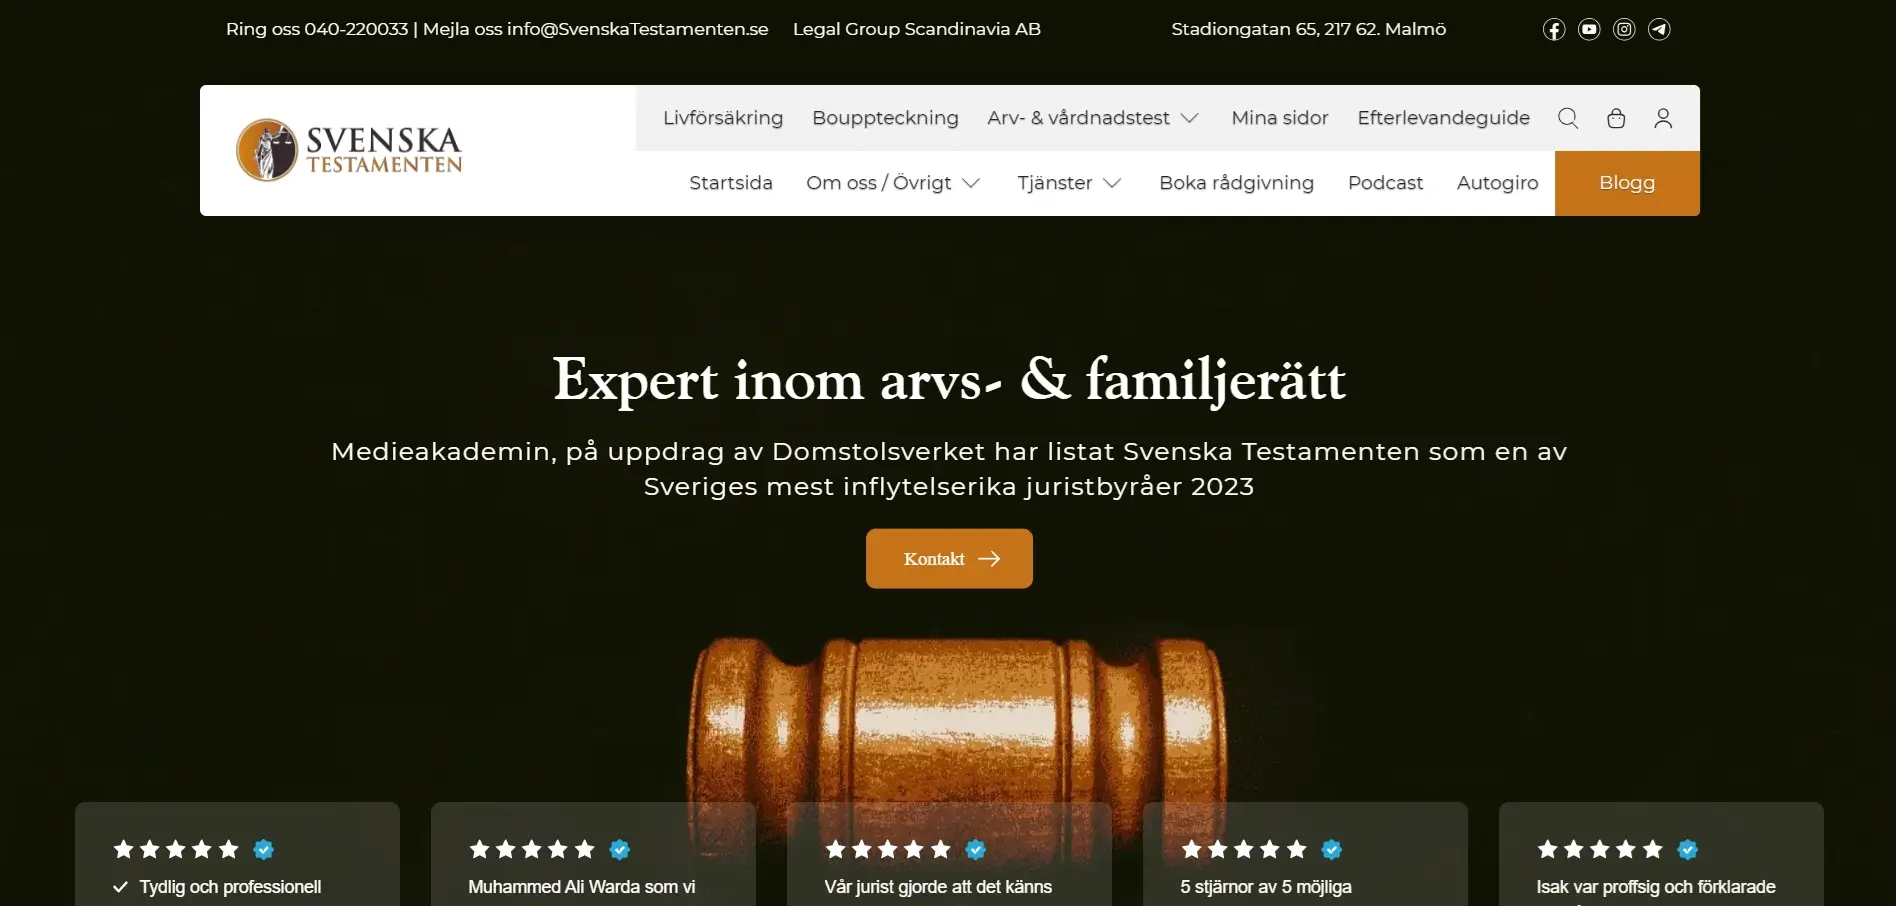 Ring oss 040-220033 | Mejla oss info@SvenskaTestamenten.se
Legal Group Scandinavia AB
Stadiongatan 65, 217 62. Malmö
SVENSKA
TESTAMENTEN
Livförsäkring
Bouppteckning
Arv- & vårdnadstest
Mina sidor
Efterlevandeguide
Startsida
Om oss / Övrigt
Tjänster
Boka rådgivning
Podcast
Autogiro
Blogg
Expert inom arvs- & familjerätt
Medieakademin, på uppdrag av Domstolsverket har listat Svenska Testamenten som en av
Sveriges mest inflytelserika juristbyråer 2023
Kontakt
Tydlig och professionell
Muhammed Ali Warda som vi
Vår jurist gjorde att det känns
5 stjärnor av 5 möjliga
Isak var proffsig och förklarade